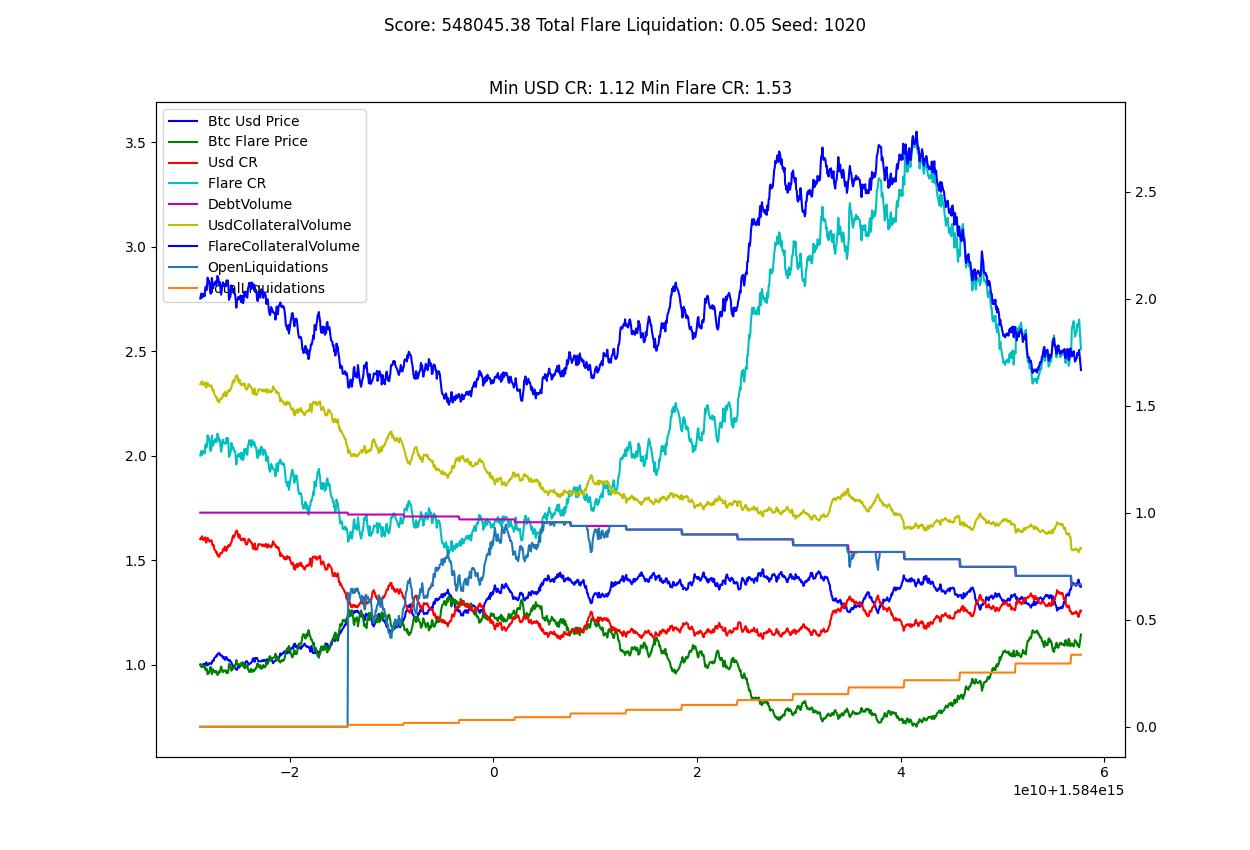 Score: 548045.38 Total Flare Liquidation: 0.05 Seed: 1020
Min USD CR: 1.12 Min Flare CR: 1.53
Btc Usd Price
Btc Flare Price
Usd CR
Flare CR
DebtVolume
UsdCollateralVolume
FlareCollateralVolume
OpenLiquidations
TotalLiquidations
3.5
3.0
2.5
2.0
1.5
1.0
2.5
2.0
1.5
1.0
0.5
0.0
−2
0
2
4
6
1e10+1.584e15